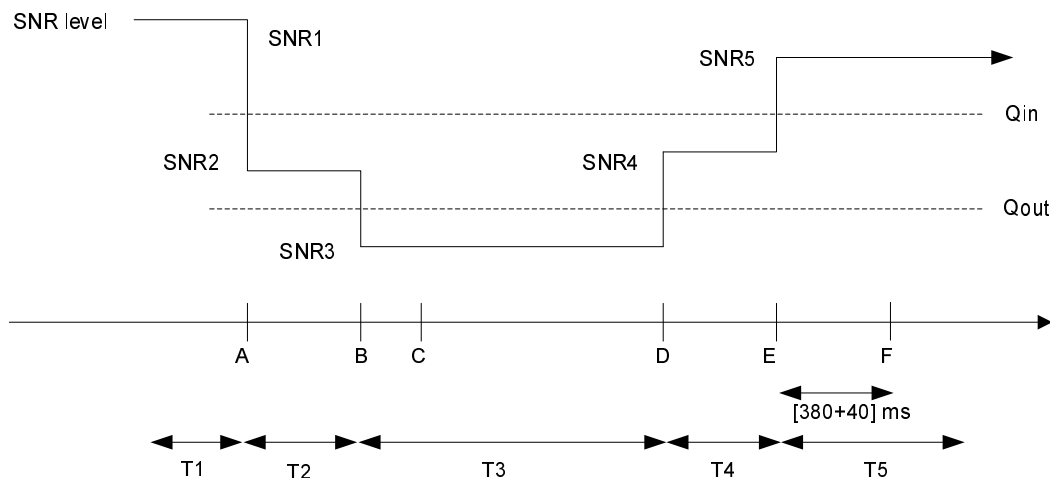 SNR level
SNR1
SNR5
Qin
SNR2
SNR4
Qout
SNR3
A
B
C
D
E
F
[380+40] ms
T1
T2
T3
T4
T5